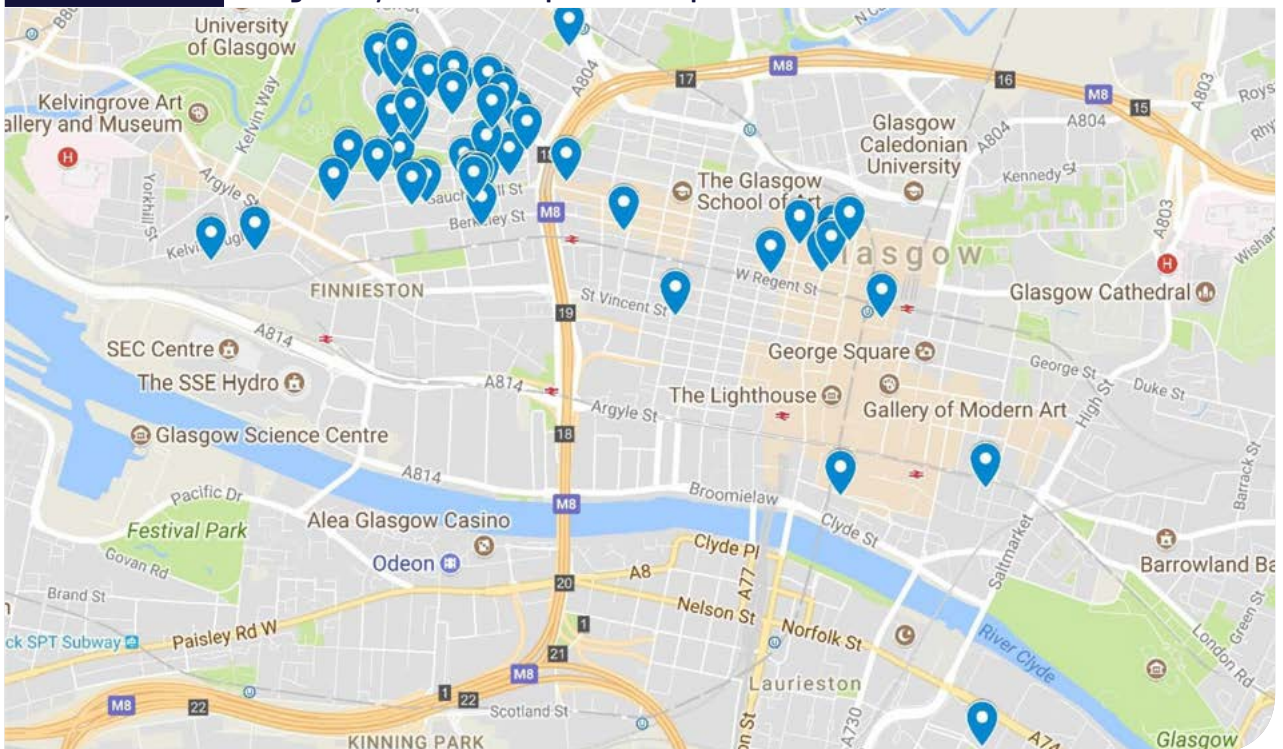 University
of Glasgow
A804
N Ca
M8
17
16
M8
15
A803
Roys
A804
Kelvingrove Art
allery and Museum
Kelvin Way
Glasgow
Caledonian
University
A804
H
Argyle St
Yorkhill St
The Glasgow
School of Art
Kennedy St
A803
Berkeley St
M8
Wishar
H
lasgow
W Regent St
FINNIESTON
St Vincent St
19
Glasgow Cathedral
A814
SEC Centre
George Square
George St
The SSE Hydro
A814
The Lighthouse
Duke St
Argyle St
Gallery of Modern Art
High St
Glasgow Science Centre
18
A814
Barrack St
Pacific Dr
M8
Broomielaw
Festival Park
Alea Glasgow Casino
Clyde St
Saltmarket
Govan Rd
Odeon
Clyde Pl
A77
Barrowland Ba
A8
Brand St
20
Nelson St
Green St
ck SPT Subway
Paisley Rd W
1
Norfolk St
London Rd
River Clyde
21
M8
Laurieston
M8
22
1
22
Scotland St
A730
on St
KINNING PARK
A74
Glasgow